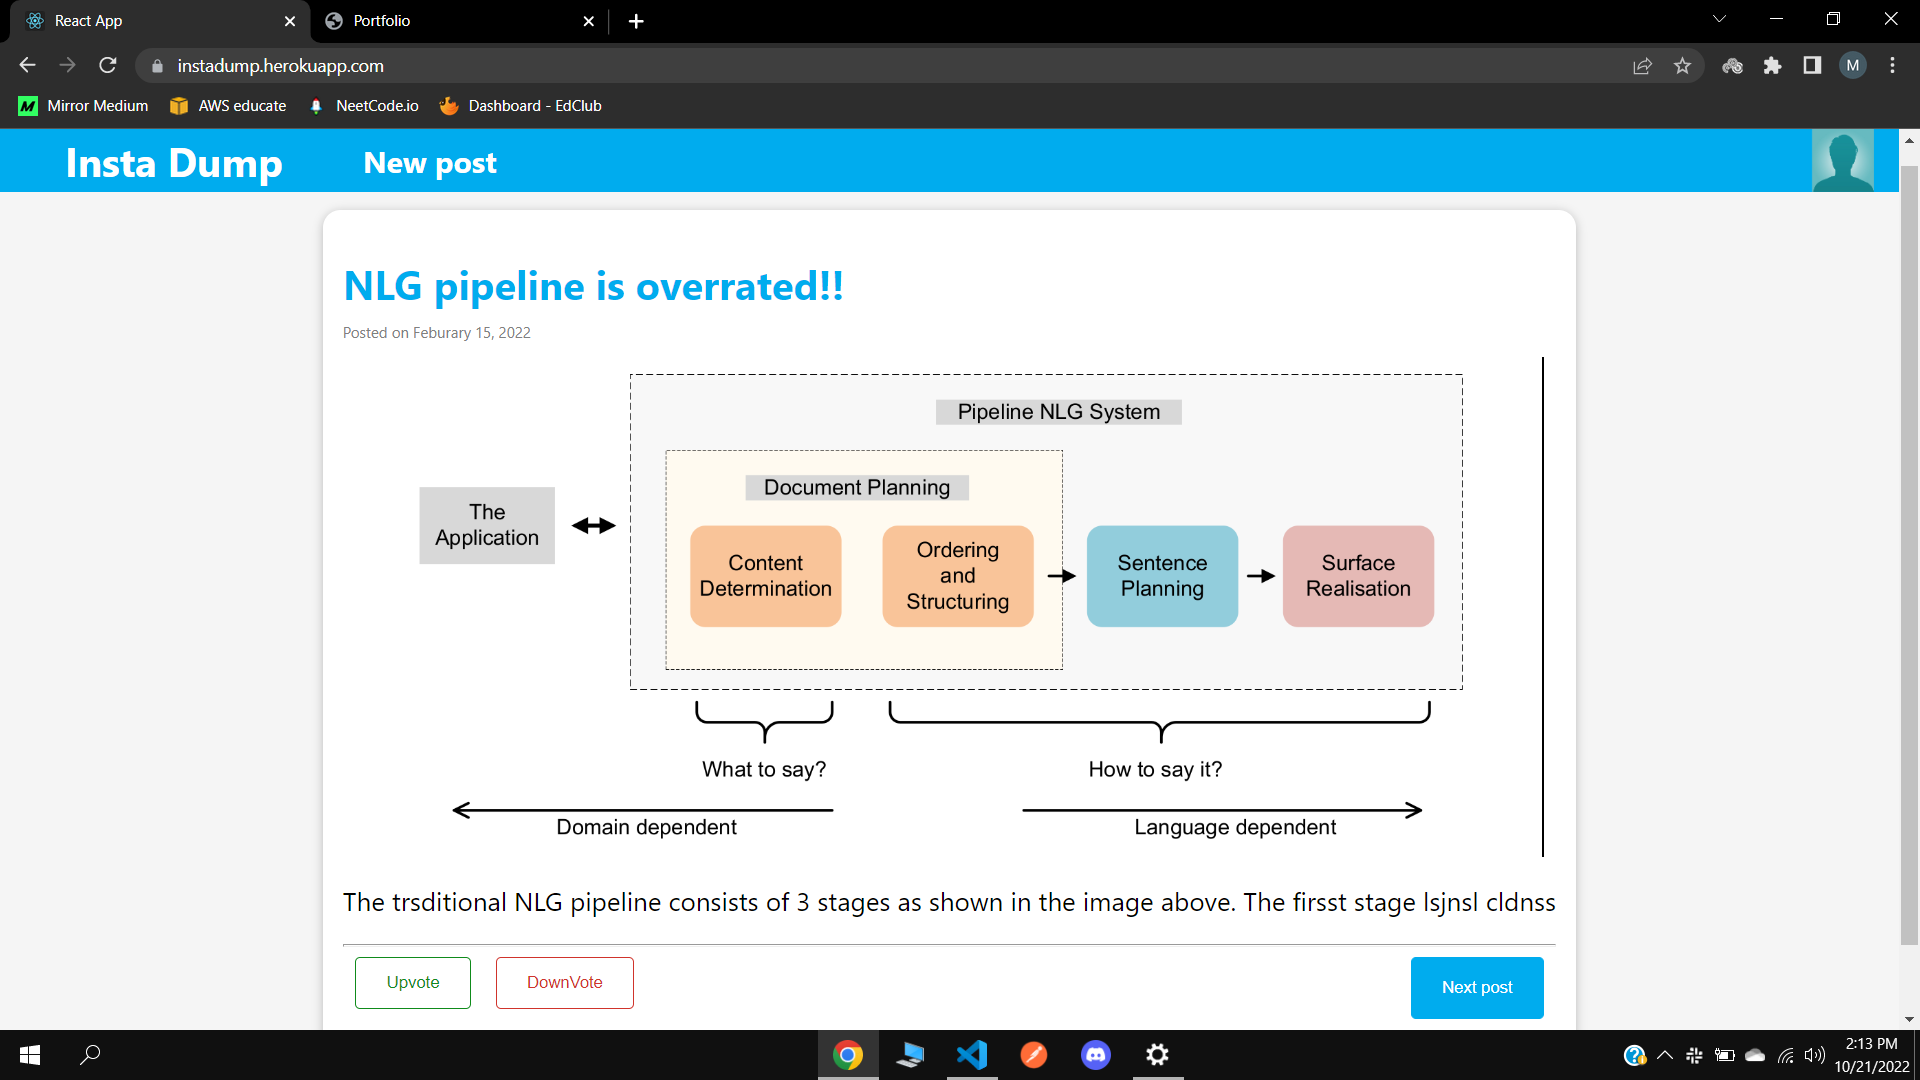 React App
Portfolio
instadump.herokuapp.com
M
Mirror Medium
AWS educate
NeetCode.io
Dashboard - EdClub
Insta Dump
New post
NLG pipeline is overrated!!
Posted on Feburary 15, 2022
Pipeline NLG System
Document Planning
The
Application
Content
Determination
Ordering
and
Structuring
Sentence
Planning
Surface
Realisation
What to say?
How to say it?
Domain dependent
Language dependent
The trsditional NLG pipeline consists of 3 stages as shown in the image above. The firsst stage lsjnsl cldnss
Upvote
DownVote
Next post
2:13 PM
10/21/2022